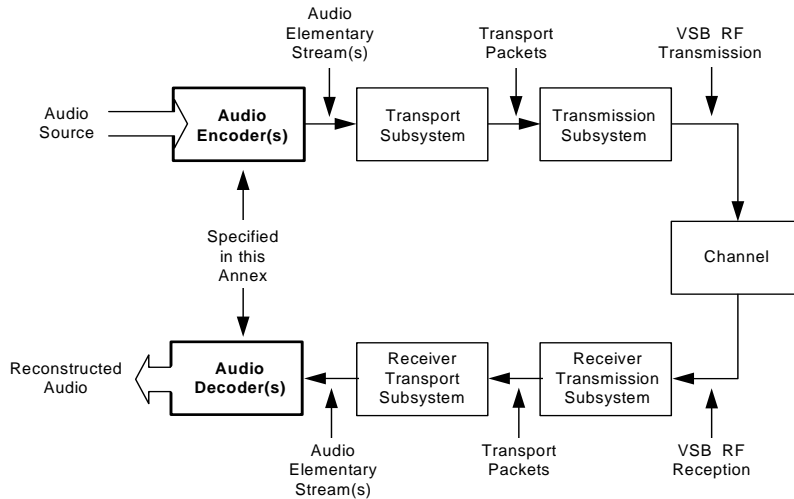 Audio
Elementary
Stream(s)
Transport
Packets
VSB RF
Transmission
Audio
Source
Audio
Encoder(s)
Transport
Subsystem
Transmission
Subsystem
Specified
in this
Annex
Channel
Reconstructed
Audio
Audio
Decoder(s)
Receiver
Transport
Subsystem
Receiver
Transmission
Subsystem
Audio
Elementary
Stream(s)
Transport
Packets
VSB RF
Reception